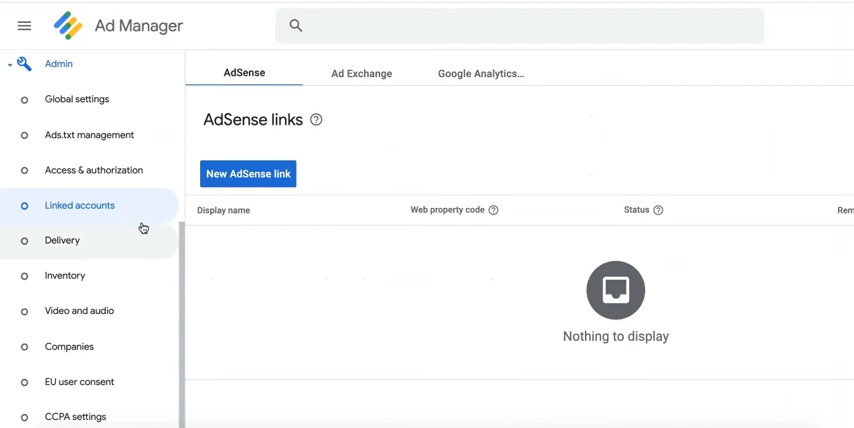 Ad Manager
Admin
Global settings
Ads.txt management
Access & authorization
Linked accounts
Delivery
Inventory
Video and audio
Companies
EU user consent
CCPA settings
AdSense
Ad Exchange
Google Analytics...
AdSense links
New AdSense link
Display name
Web property code
Status
Rem
Nothing to display